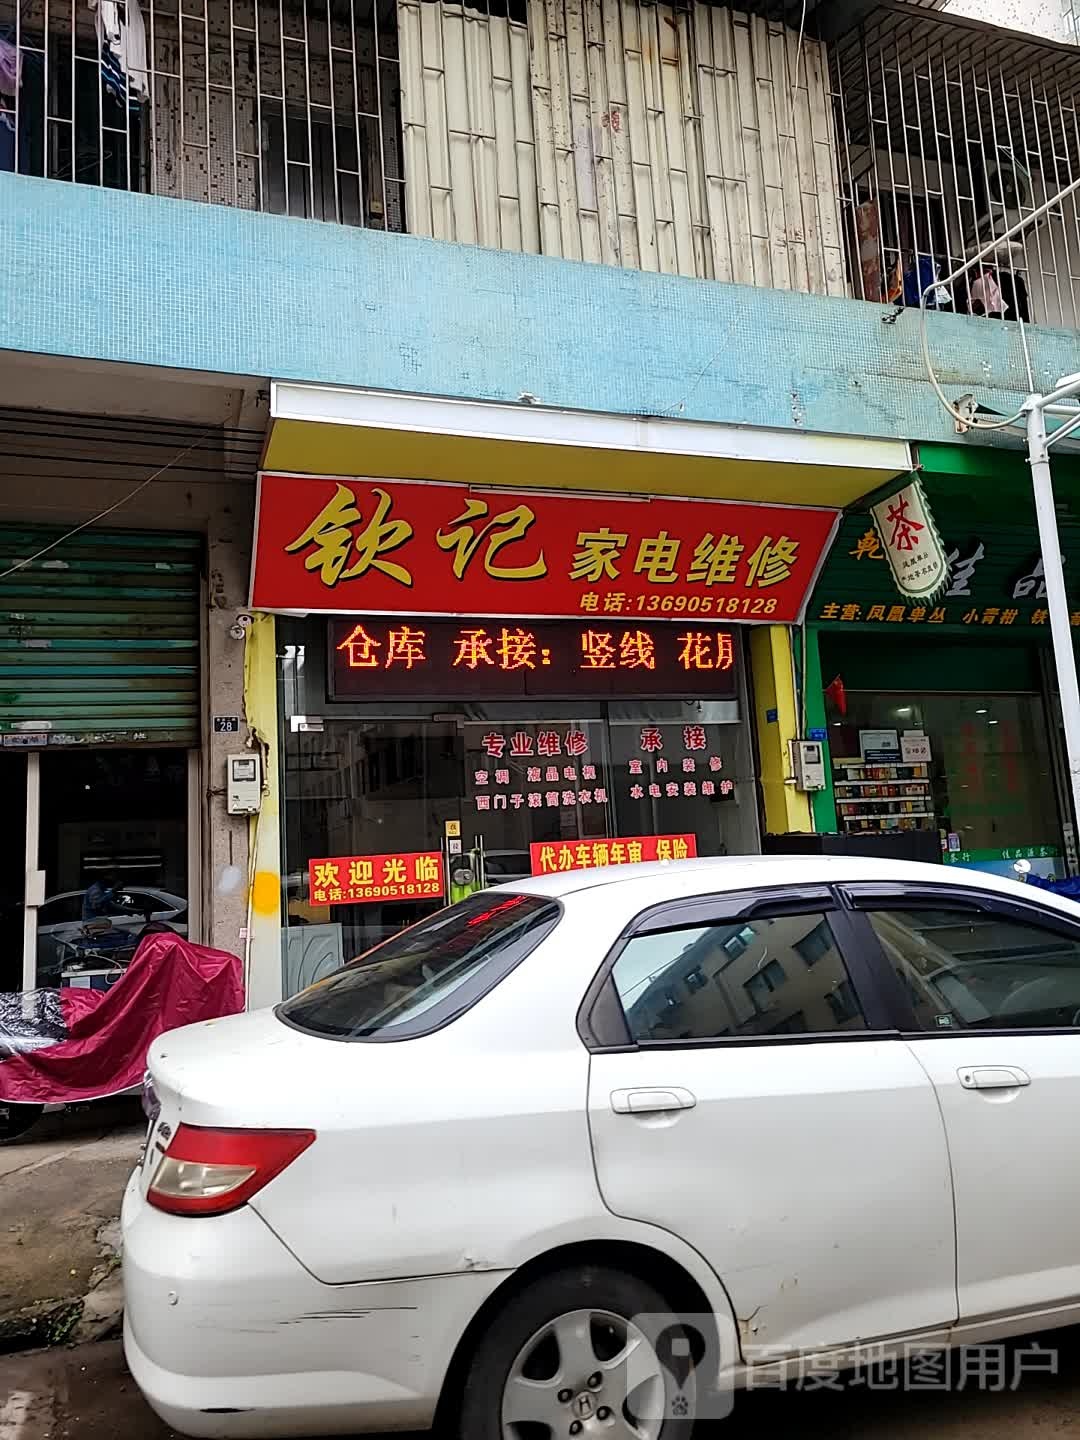 钦记 家电维修
电话:13690518128
仓库 承接：竖线 花
专业维修
空调 液晶电视
西门子滚筒洗衣机
承接
室内装修
水电安装维护
欢迎光临
电话:13690518128
代办车辆年审 保险
28
茶
乾 佳品
主营:凤凰单丛 小青柑 铁
百度地图用户